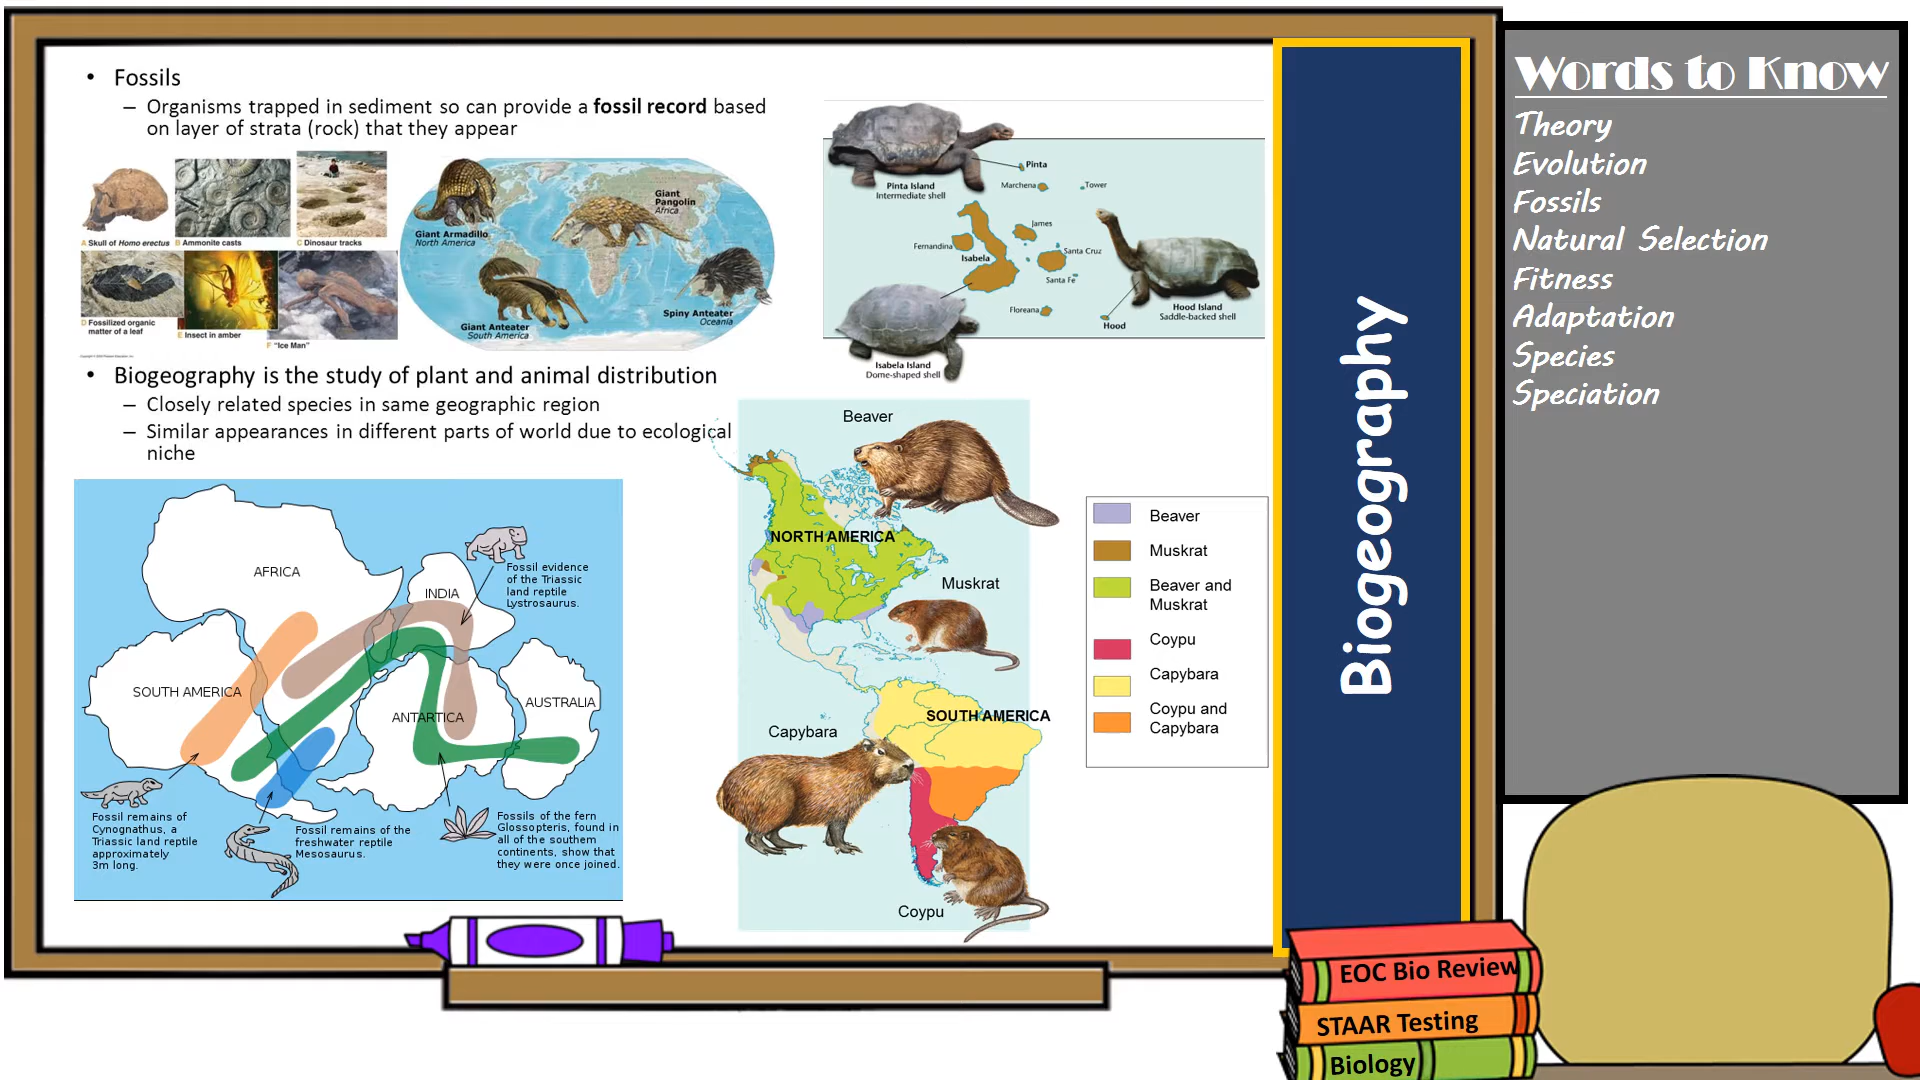 • Fossils
– Organisms trapped in sediment so can provide a fossil record based
on layer of strata (rock) that they appear
A Skull of Homo erectus
B Ammonite casts
C Dinosaur tracks
D Fossilized organic
matter of a leaf
E Insect in amber
F "Ice Man"
Giant Armadillo
North America
Giant
Pangolin
Africa
Giant Anteater
South America
Spiny Anteater
Oceania
Pinta Island
Intermediate shell
Pinta
Marchena
Tower
James
Fernandina
Isabela
Santa Cruz
Santa Fe
Floreana
Hood
Hood Island
Saddle-backed shell
Isabela Island
Dome-shaped shell
• Biogeography is the study of plant and animal distribution
– Closely related species in same geographic region
– Similar appearances in different parts of world due to ecological
niche
AFRICA
INDIA
SOUTH AMERICA
ANTARTICA
AUSTRALIA
Fossil evidence
of the Triassic
land reptile
Lystrosaurus.
Fossil remains of
Cynognathus, a
Triassic land reptile
approximately
3m long.
Fossil remains of the
freshwater reptile
Mesosaurus.
Fossils of the fern
Glossopteris, found in
all of the southern
continents, show that
they were once joined.
Beaver
NORTH AMERICA
Muskrat
SOUTH AMERICA
Capybara
Coypu
Beaver
Muskrat
Beaver and
Muskrat
Coypu
Capybara
Coypu and
Capybara
Biogeography
Words to Know
Theory
Evolution
Fossils
Natural Selection
Fitness
Adaptation
Species
Speciation
EOC Bio Review
STAAR Testing
Biology